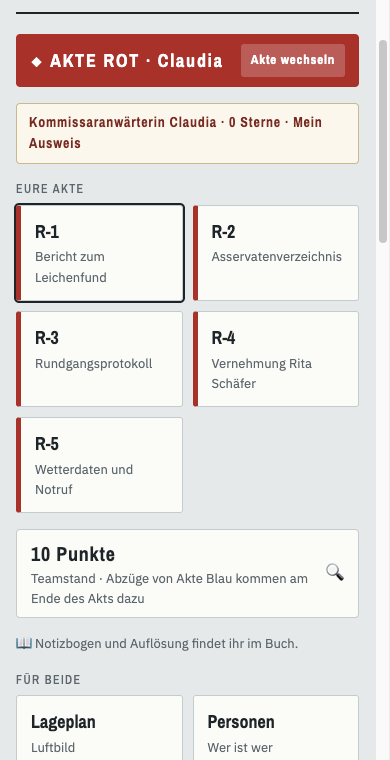 ◆ AKTE ROT · Claudia
Akte wechseln
Kommissaranwärterin Claudia · 0 Sterne · Mein
Ausweis
EURE AKTE
R-1
Bericht zum
Leichenfund
R-2
Asservatenverzeichnis
R-3
Rundgangsprotokoll
R-4
Vernehmung Rita
Schäfer
R-5
Wetterdaten und
Notruf
10 Punkte
Teamstand · Abzüge von Akte Blau kommen am
Ende des Akts dazu
Notizbogen und Auflösung findet ihr im Buch.
FÜR BEIDE
Lageplan
Luftbild
Personen
Wer ist wer